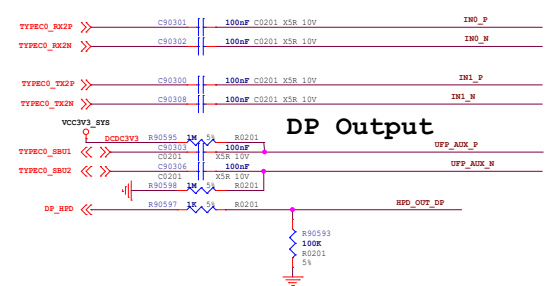 TYPEC0_RX2P C90301 100nF C0201 X5R 10V IN0_P
TYPEC0_RX2N C90302 100nF C0201 X5R 10V IN0_N
TYPEC0_TX2P C90300 100nF C0201 X5R 10V IN1_P
TYPEC0_TX2N C90308 100nF C0201 X5R 10V IN1_N
VCC3V3_SYS
DP Output
DCDC3V3 R90595 1M 5% R0201
TYPEC0_SBU1 C90303 100nF UFP_AUX_P
C0201 X5R 10V
TYPEC0_SBU2 C90306 100nF UFP_AUX_N
C0201 X5R 10V
R90598 1M 5% R0201
DP_HPD R90597 1K 5% R0201 HPD_OUT_DP
R90593
100K
R0201
5%